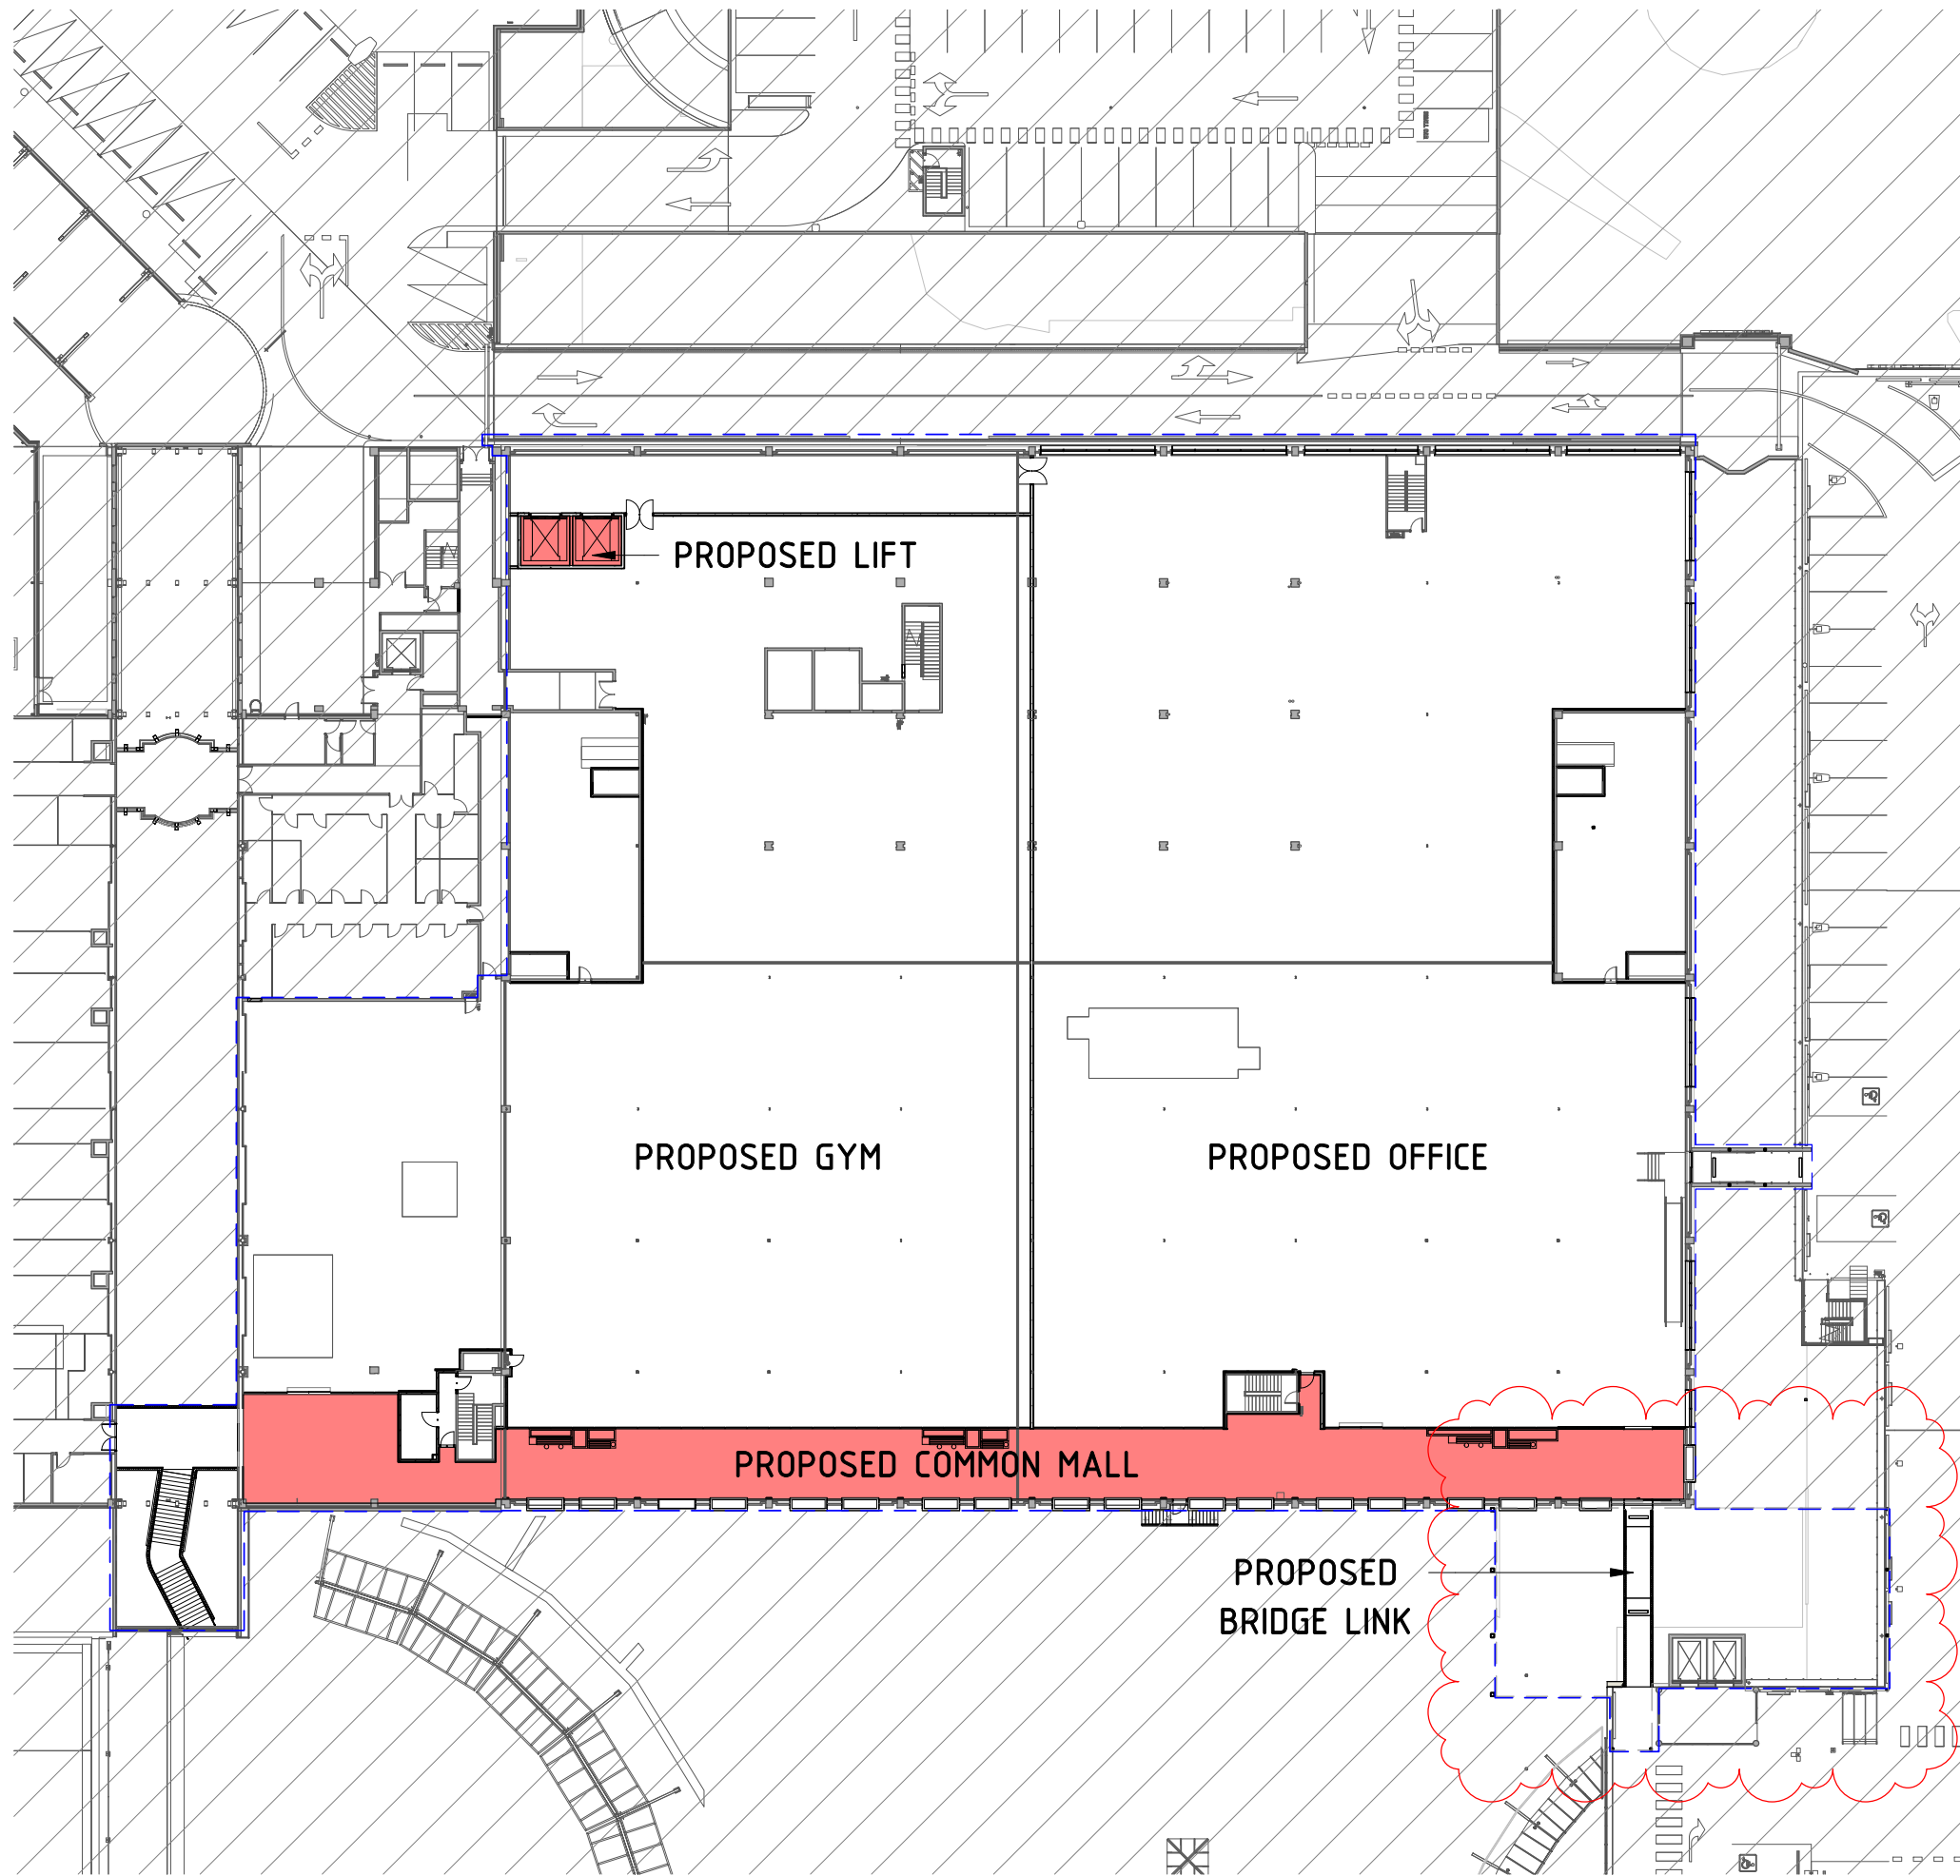 PROPOSED LIFT
PROPOSED GYM
PROPOSED OFFICE
PROPOSED COMMON MALL
PROPOSED
BRIDGE LINK